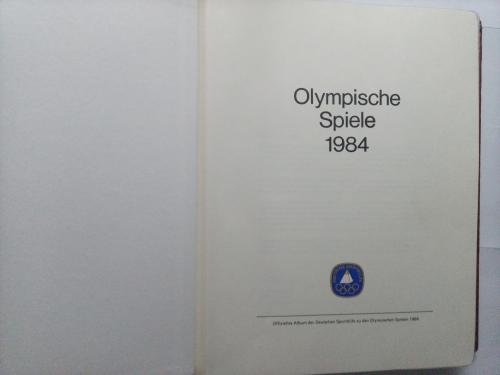 Olympische
Spiele
1984
Offizielles Album der Deutschen Sporthilfe zu den Olympischen Spielen 1984